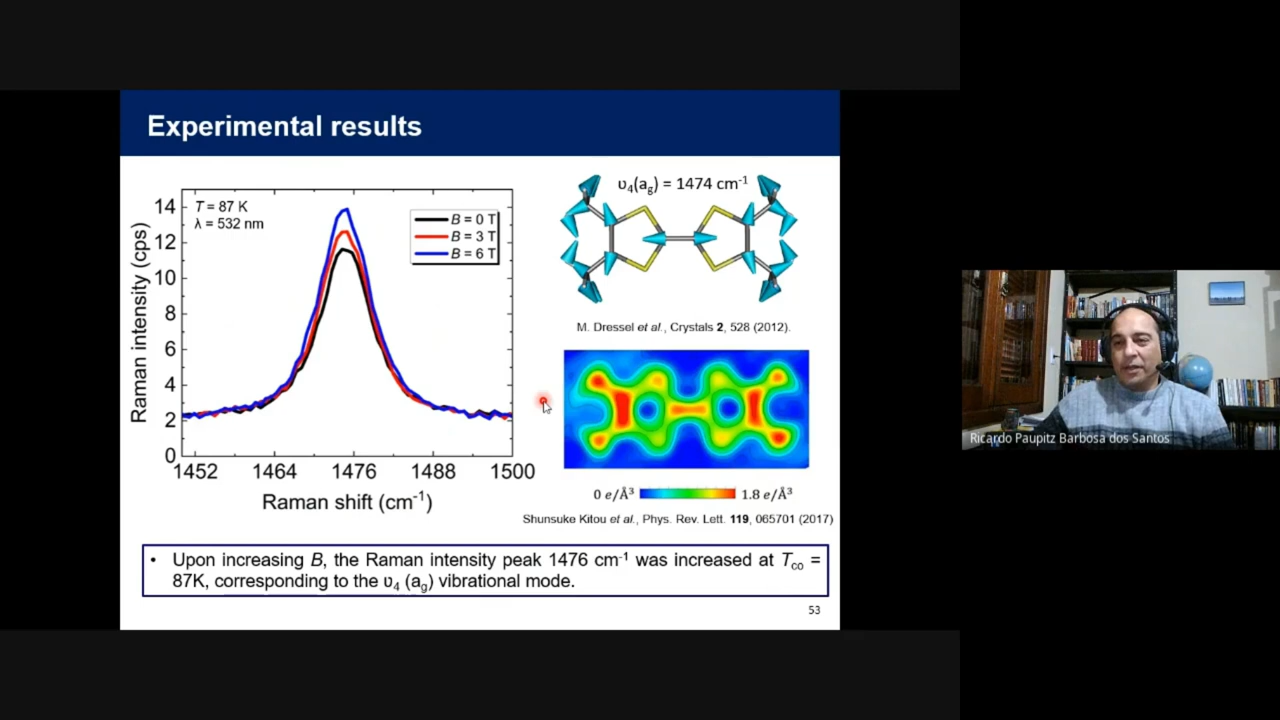 Experimental results
T = 87 K
λ = 532 nm
B = 0 T
B = 3 T
B = 6 T
14
12
10
8
6
4
2
0
Raman intensity (cps)
1452 1464 1476 1488 1500
Raman shift (cm⁻¹)
υ₄(a_g) = 1474 cm⁻¹
M. Dressel et al., Crystals 2, 528 (2012).
0 e/Å³ 1.8 e/Å³
Shunsuke Kitou et al., Phys. Rev. Lett. 119, 065701 (2017)
• Upon increasing B, the Raman intensity peak 1476 cm⁻¹ was increased at T_co =
87K, corresponding to the υ₄ (a_g) vibrational mode.
53
Ricardo Paupitz Barbosa dos Santos